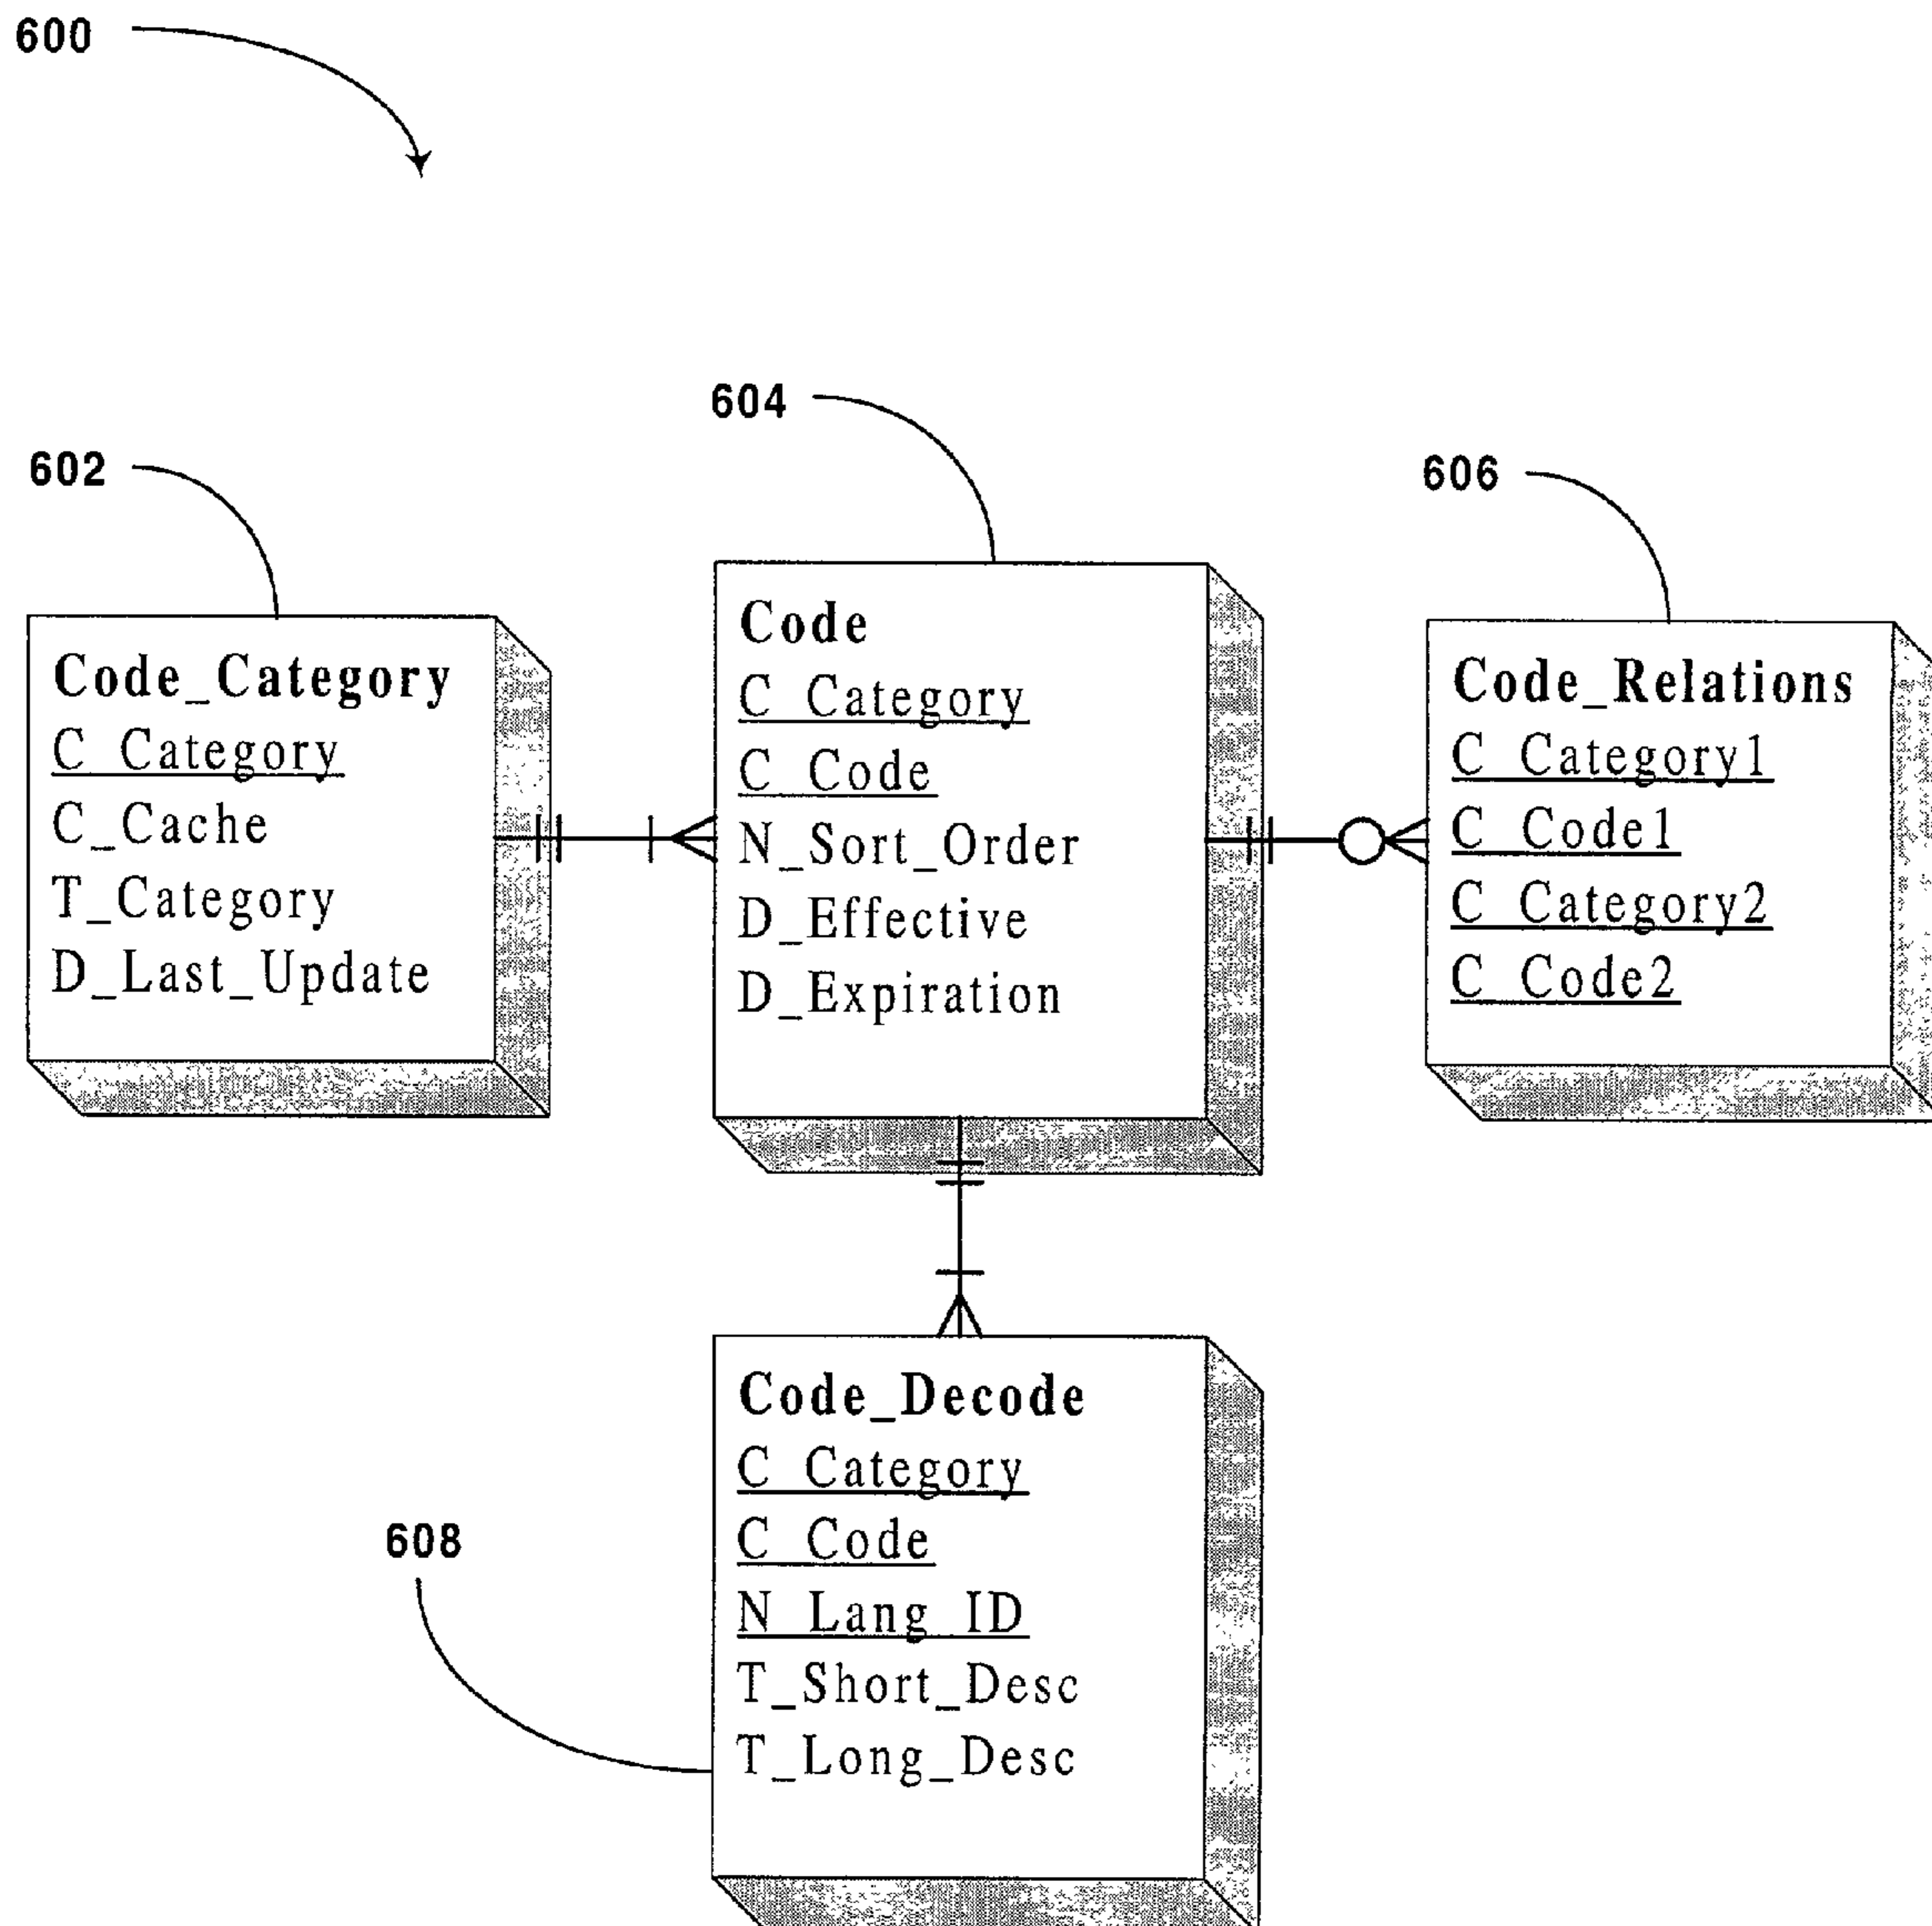 600
604
602
606
Code_Category
C_Category
C_Cache
T_Category
D_Last_Update
Code
C_Category
C_Code
N_Sort_Order
D_Effective
D_Expiration
Code_Relations
C_Category1
C_Code1
C_Category2
C_Code2
608
Code_Decode
C_Category
C_Code
N_Lang_ID
T_Short_Desc
T_Long_Desc